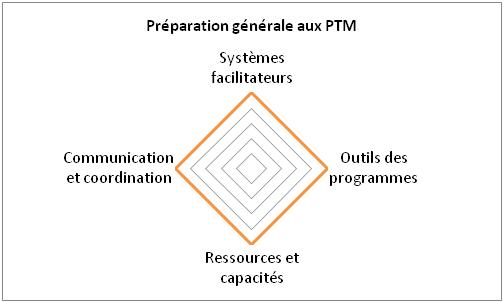 Préparation générale aux PTM
Systèmes
facilitateurs
Communication
et coordination
Outils des
programmes
Ressources et
capacités